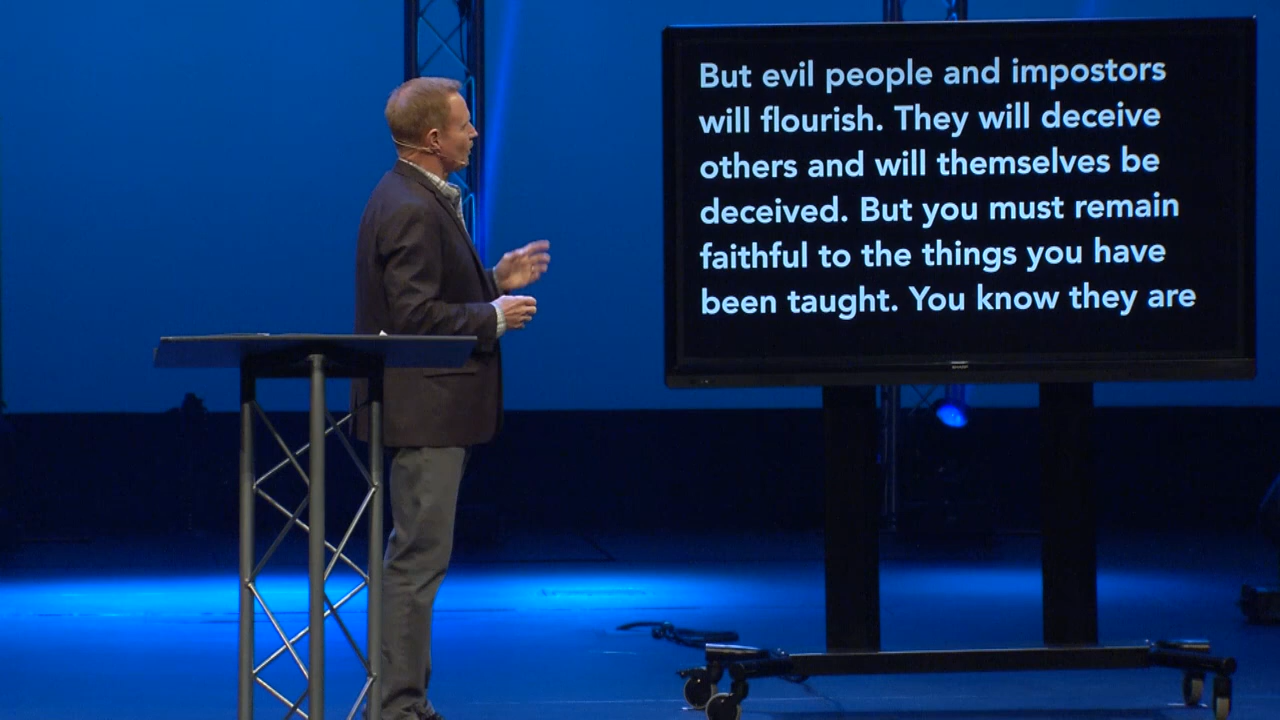 But evil people and impostors
will flourish. They will deceive
others and will themselves be
deceived. But you must remain
faithful to the things you have
been taught. You know they are
SHARP